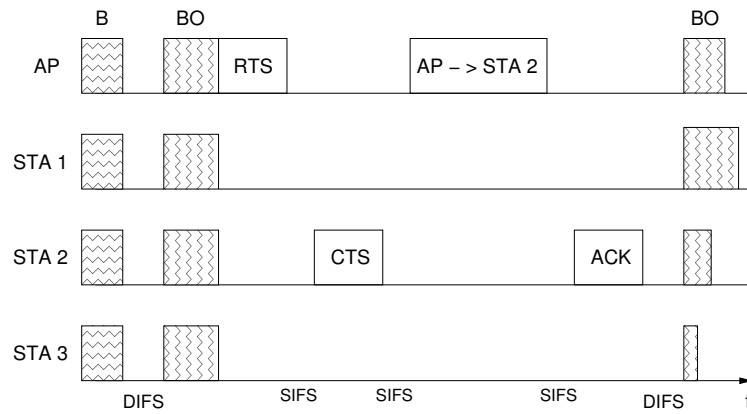 B BO BO
AP RTS AP – > STA 2
STA 1
STA 2 CTS ACK
STA 3
DIFS SIFS SIFS SIFS DIFS t